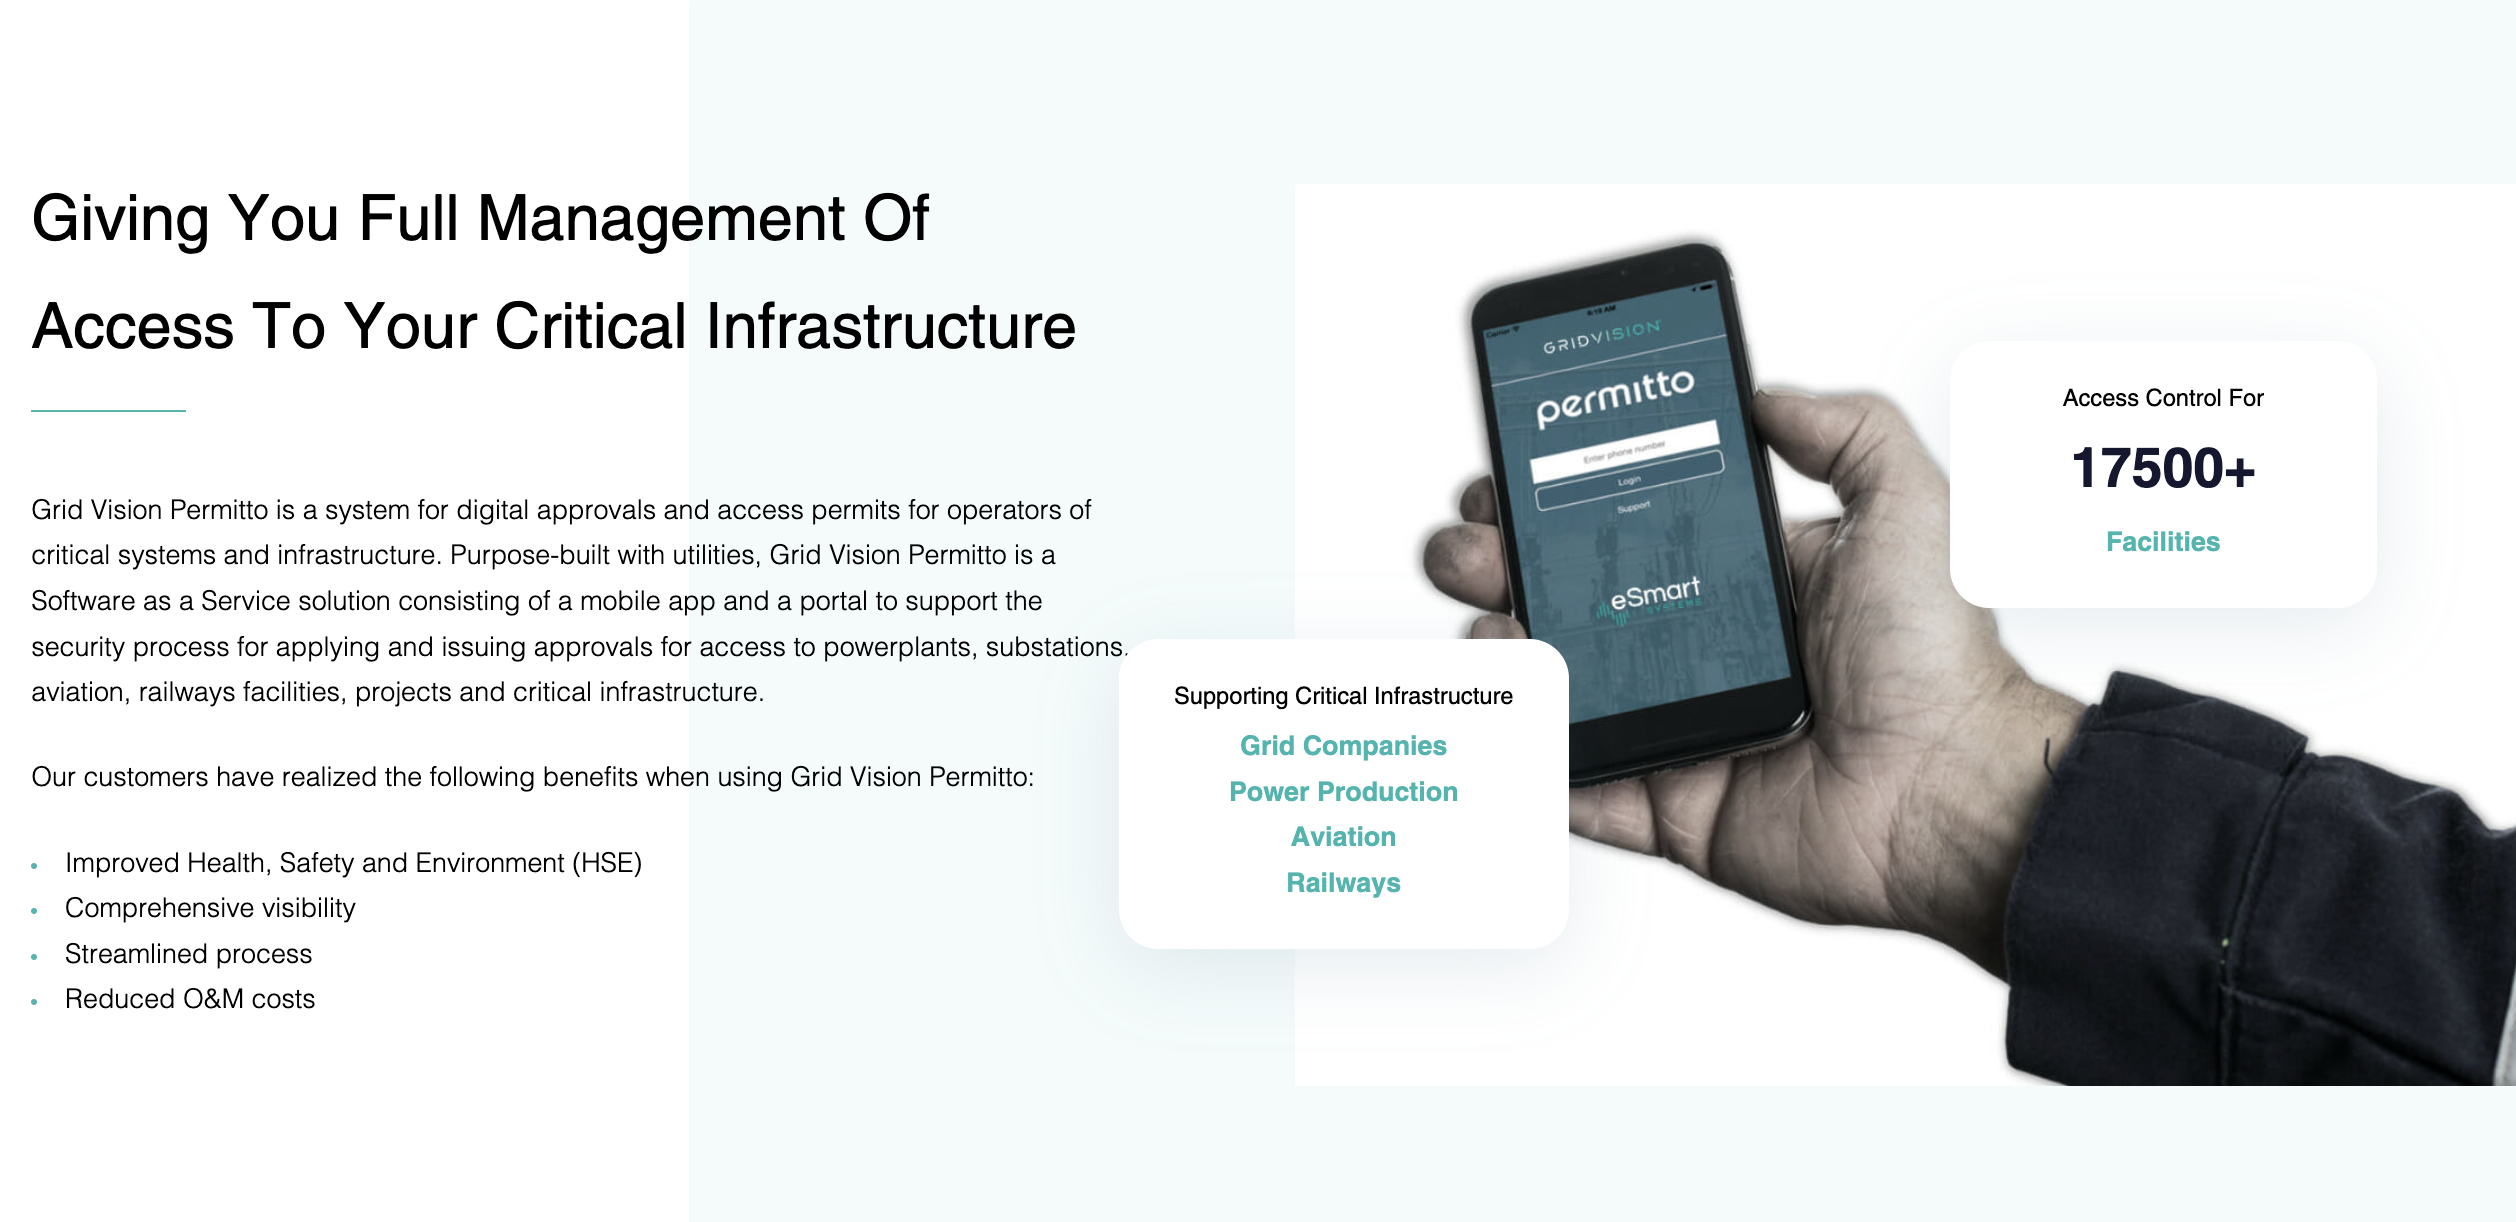 Giving You Full Management Of
Access To Your Critical Infrastructure
Grid Vision Permitto is a system for digital approvals and access permits for operators of
critical systems and infrastructure. Purpose-built with utilities, Grid Vision Permitto is a
Software as a Service solution consisting of a mobile app and a portal to support the
security process for applying and issuing approvals for access to powerplants, substations,
aviation, railways facilities, projects and critical infrastructure.
Our customers have realized the following benefits when using Grid Vision Permitto:
• Improved Health, Safety and Environment (HSE)
• Comprehensive visibility
• Streamlined process
• Reduced O&M costs
Carrier
GRIDVISION
permitto
Enter phone number
Login
Support
eSmart
SYSTEMS
Access Control For
17500+
Facilities
Supporting Critical Infrastructure
Grid Companies
Power Production
Aviation
Railways